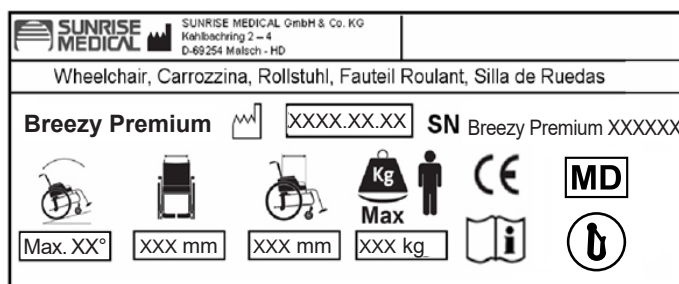 SUNRISE
MEDICAL
SUNRISE MEDICAL GmbH & Co. KG
Kahlbachring 2 – 4
D-69254 Malsch - HD
Wheelchair, Carrozzina, Rollstuhl, Fauteil Roulant, Silla de Ruedas
Breezy Premium
XXXX.XX.XX
SN Breezy Premium XXXXXX
Kg
Max
CE
MD
Max. XX°
XXX mm
XXX mm
XXX kg
i